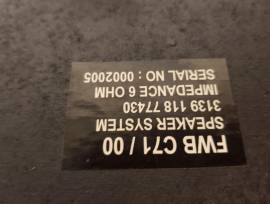 FWB C71 / 00
SPEAKER SYSTEM
3139 118 77430
IMPEDANCE 6 OHM
SERIAL NO : 0002005